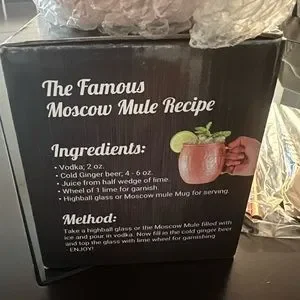 The Famous
Moscow Mule Recipe
Ingredients:
• Vodka; 2 oz.
• Cold Ginger beer; 4 - 6 oz.
• Juice from half wedge of lime.
• Wheel of 1 lime for garnish
• Highball glass or Moscow mule Mug for serving.
Method:
Take a highball glass or the Moscow Mule filled with
ice and pour in vodka. Now fill in the cold ginger beer
and top the glass with lime wheel for garnishing
- ENJOY!